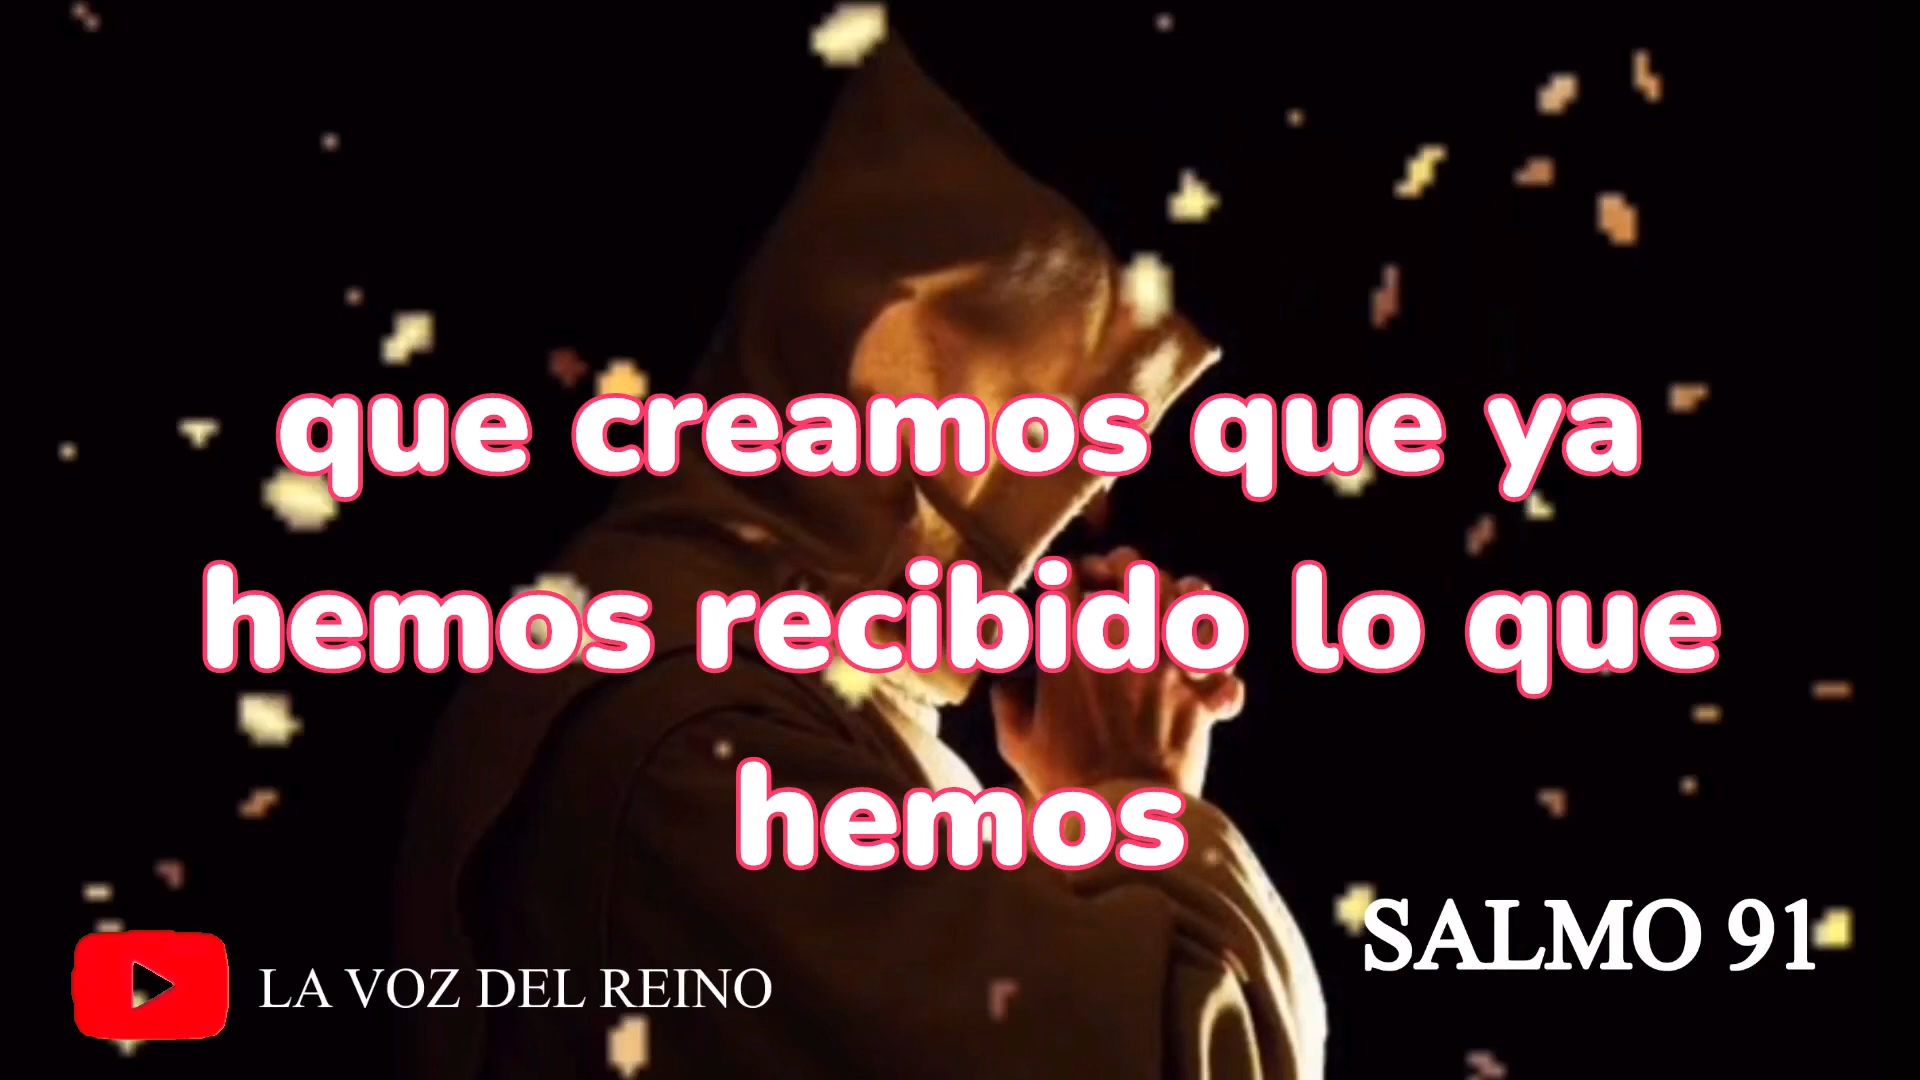 que creamos que ya
hemos recibido lo que
hemos
SALMO 91
LA VOZ DEL REINO